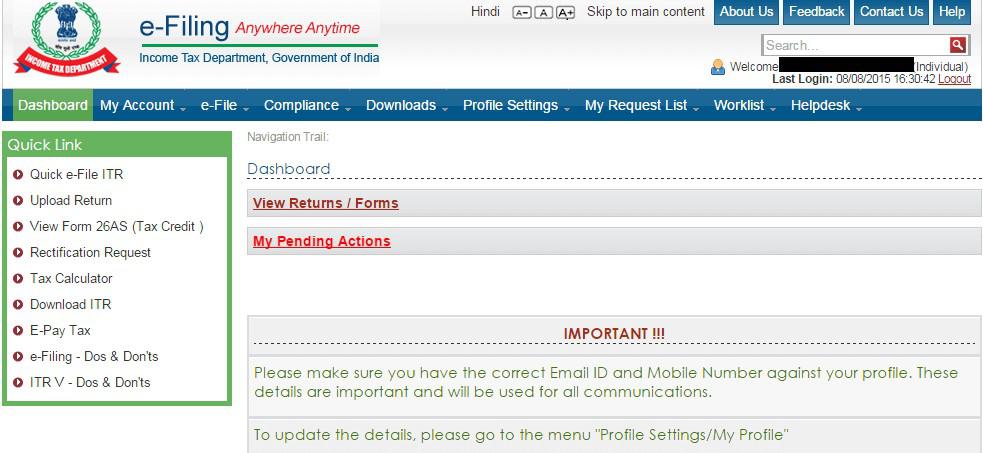 Hindi A- A A+ Skip to main content About Us Feedback Contact Us Help
e-Filing Anywhere Anytime
Income Tax Department, Government of India
INCOME TAX DEPARTMENT
Search...
Welcome (Individual)
Last Login: 08/08/2015 16:30:42 Logout
Dashboard My Account e-File Compliance Downloads Profile Settings My Request List Worklist Helpdesk
Quick Link
Quick e-File ITR
Upload Return
View Form 26AS (Tax Credit )
Rectification Request
Tax Calculator
Download ITR
E-Pay Tax
e-Filing - Dos & Don'ts
ITR V - Dos & Don'ts
Navigation Trail:
Dashboard
View Returns / Forms
My Pending Actions
IMPORTANT !!!
Please make sure you have the correct Email ID and Mobile Number against your profile. These
details are important and will be used for all communications.
To update the details, please go to the menu "Profile Settings/My Profile"